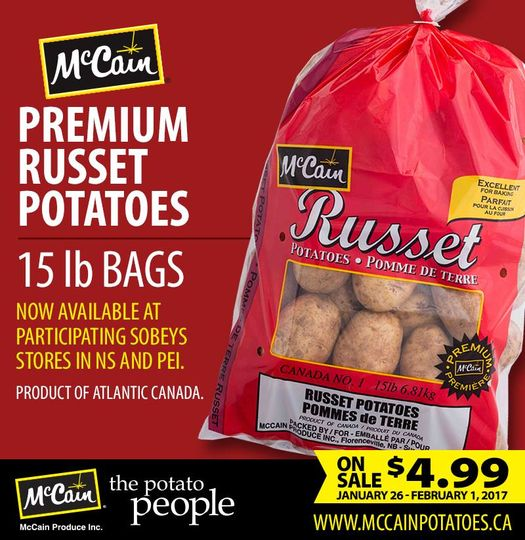 McCain
PREMIUM
RUSSET
POTATOES
15 lb BAGS
NOW AVAILABLE AT
PARTICIPATING SOBEYS
STORES IN NS AND PEI.
PRODUCT OF ATLANTIC CANADA.
McCain
EXCELLENT
FOR BAKING
PARFAIT
POUR LA CUISSON
AU FOUR
Russet
POTATOES • POMME DE TERRE
PREMIUM
McCain
PREMIÈRE
CANADA NO. 1 15lb 6.81kg
RUSSET POTATOES
POMMES de TERRE
PRODUCT OF CANADA / PRODUIT DU CANADA
PACKED BY / FOR - EMBALLÉ PAR / POUR
MCCAIN PRODUCE INC., Florenceville, NB -
DE TERRE RUSSET
McCain
McCain Produce Inc.
the potato
people
ON
SALE $4.99
JANUARY 26 - FEBRUARY 1, 2017
WWW.MCCAINPOTATOES.CA